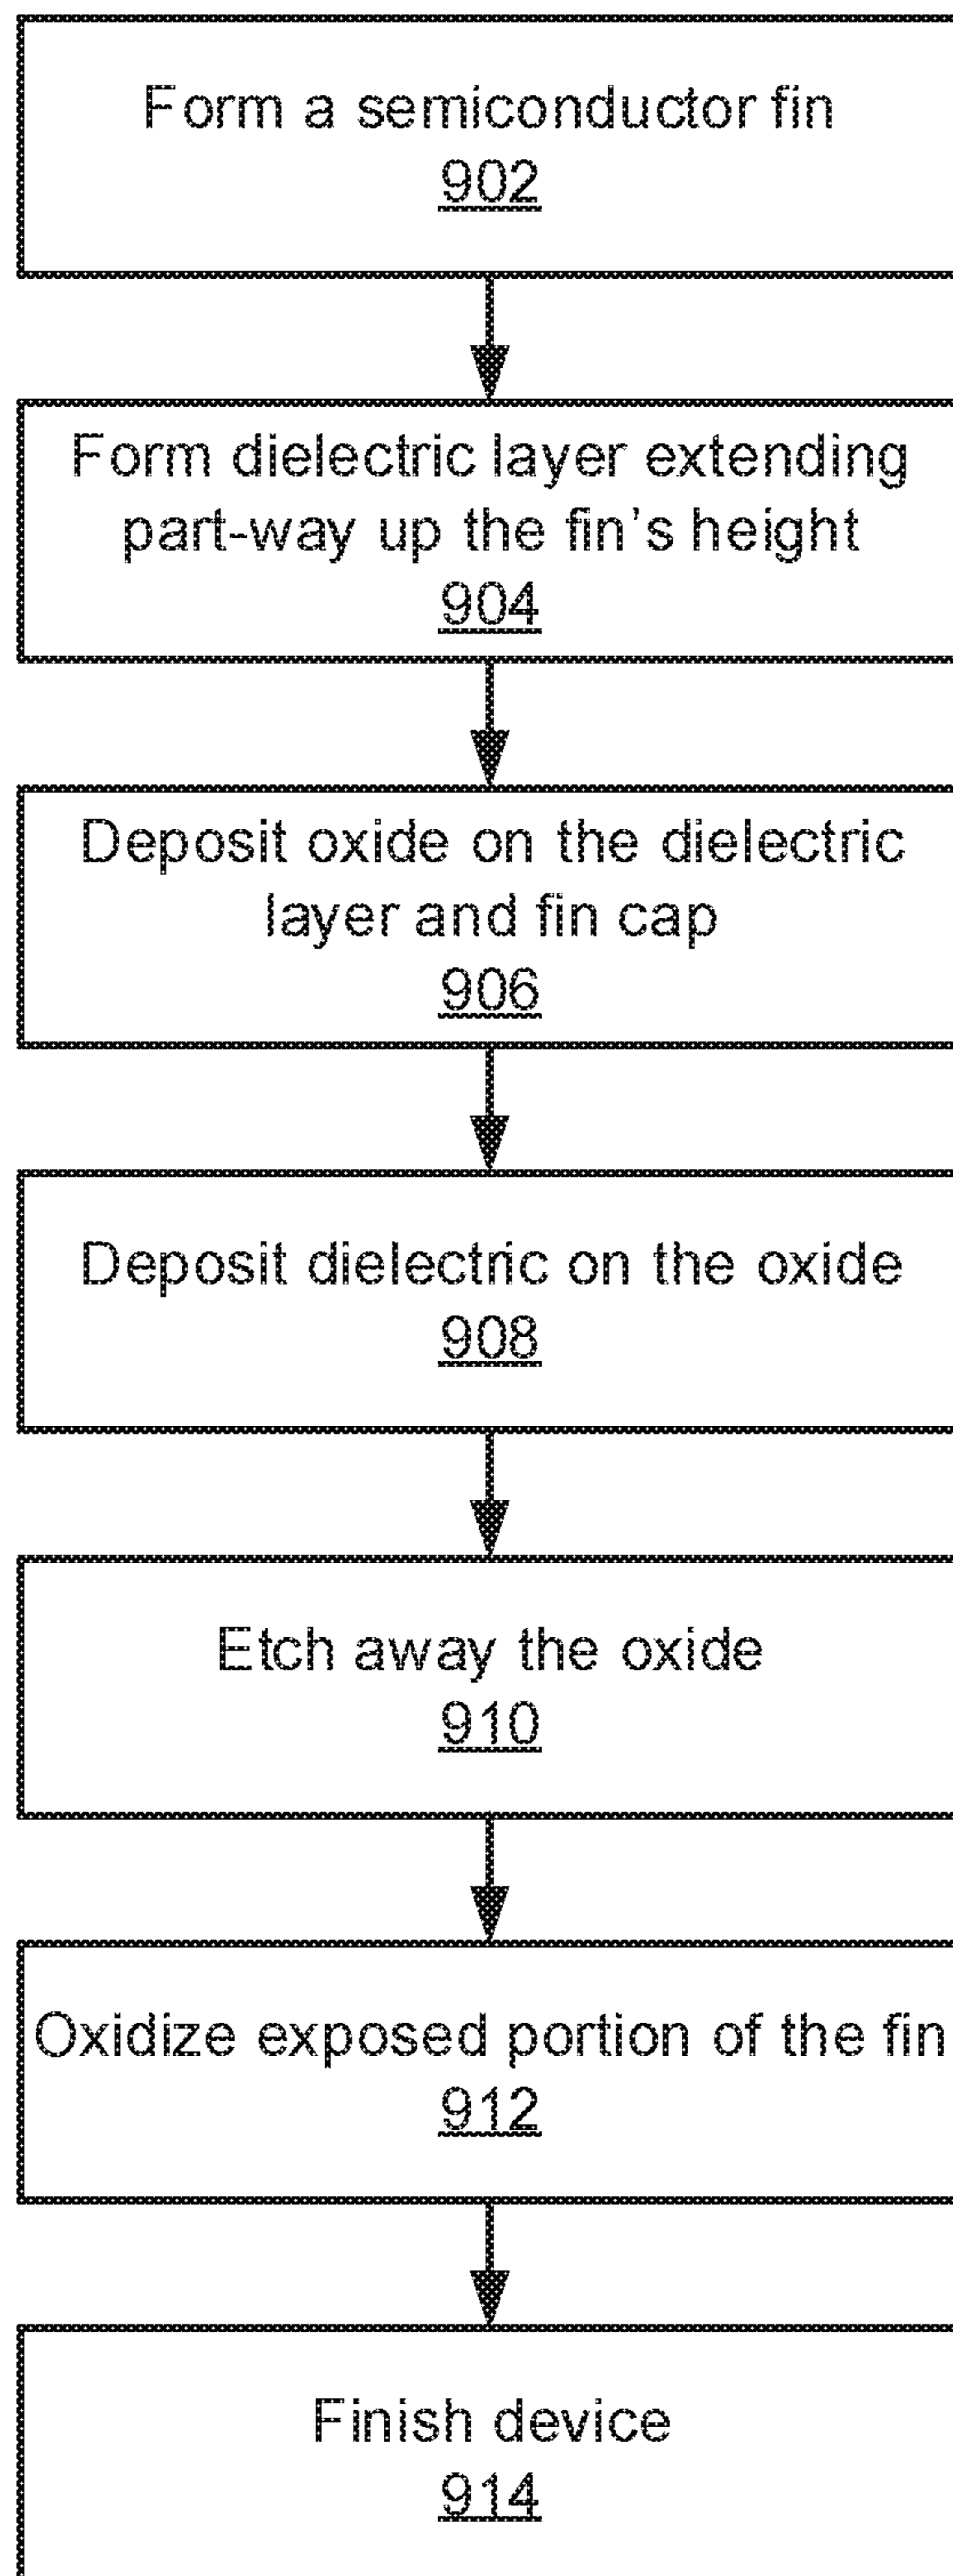 Form a semiconductor fin
902
Form dielectric layer extending
part-way up the fin's height
904
Deposit oxide on the dielectric
layer and fin cap
906
Deposit dielectric on the oxide
908
Etch away the oxide
910
Oxidize exposed portion of the fin
912
Finish device
914